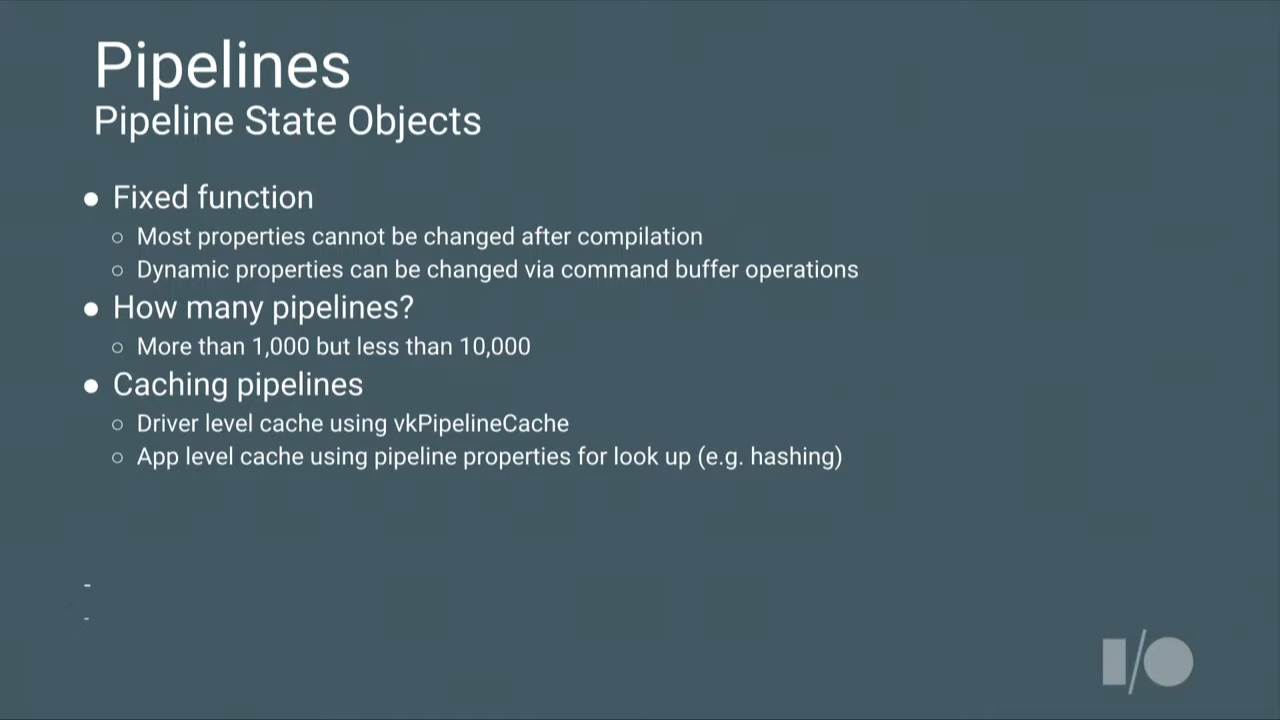 Pipelines
Pipeline State Objects
● Fixed function
○ Most properties cannot be changed after compilation
○ Dynamic properties can be changed via command buffer operations
● How many pipelines?
○ More than 1,000 but less than 10,000
● Caching pipelines
○ Driver level cache using vkPipelineCache
○ App level cache using pipeline properties for look up (e.g. hashing)
-
-
I/O